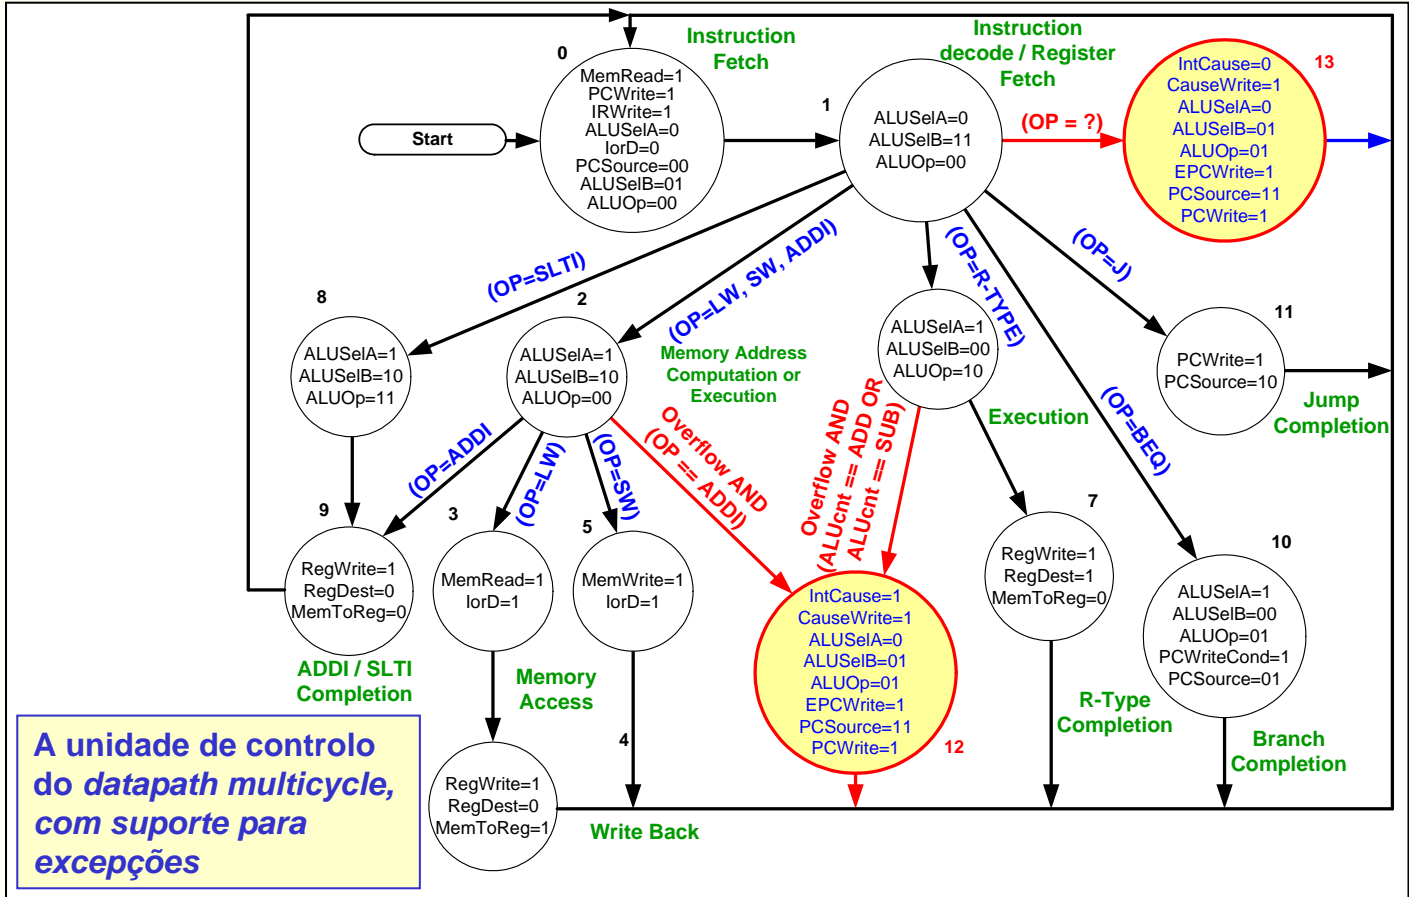 Instruction
Fetch
Instruction
decode / Register
Fetch
Start
0
MemRead=1
PCWrite=1
IRWrite=1
ALUSelA=0
IorD=0
PCSource=00
ALUSelB=01
ALUOp=00
1
ALUSelA=0
ALUSelB=11
ALUOp=00
(OP = ?)
13
IntCause=0
CauseWrite=1
ALUSelA=0
ALUSelB=01
ALUOp=01
EPCWrite=1
PCSource=11
PCWrite=1
(OP=SLTI)
(OP=LW, SW, ADDI)
(OP=R-TYPE)
(OP=BEQ)
(OP=J)
8
ALUSelA=1
ALUSelB=10
ALUOp=11
2
ALUSelA=1
ALUSelB=10
ALUOp=00
Memory Address
Computation or
Execution
ALUSelA=1
ALUSelB=00
ALUOp=10
Execution
11
PCWrite=1
PCSource=10
Jump
Completion
(OP=ADDI
(OP=LW)
(OP=SW)
Overflow AND
(OP == ADDI)
Overflow AND
(ALUcnt == ADD OR
ALUcnt == SUB)
9
RegWrite=1
RegDest=0
MemToReg=0
ADDI / SLTI
Completion
3
MemRead=1
IorD=1
Memory
Access
5
MemWrite=1
IorD=1
IntCause=1
CauseWrite=1
ALUSelA=0
ALUSelB=01
ALUOp=01
EPCWrite=1
PCSource=11
PCWrite=1
12
7
RegWrite=1
RegDest=1
MemToReg=0
R-Type
Completion
10
ALUSelA=1
ALUSelB=00
ALUOp=01
PCWriteCond=1
PCSource=01
Branch
Completion
4
RegWrite=1
RegDest=0
MemToReg=1
Write Back
A unidade de controlo
do datapath multicycle,
com suporte para
excepções